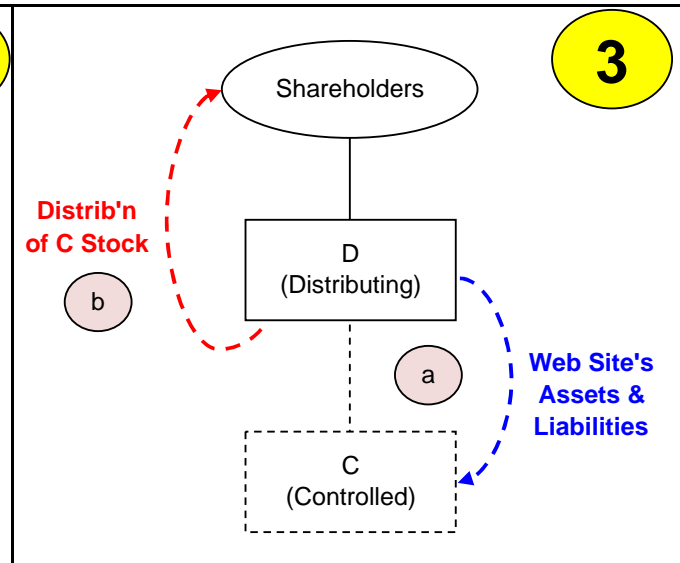 3
Shareholders
Distrib'n
of C Stock
b
D
(Distributing)
a
Web Site's
Assets &
Liabilities
C
(Controlled)